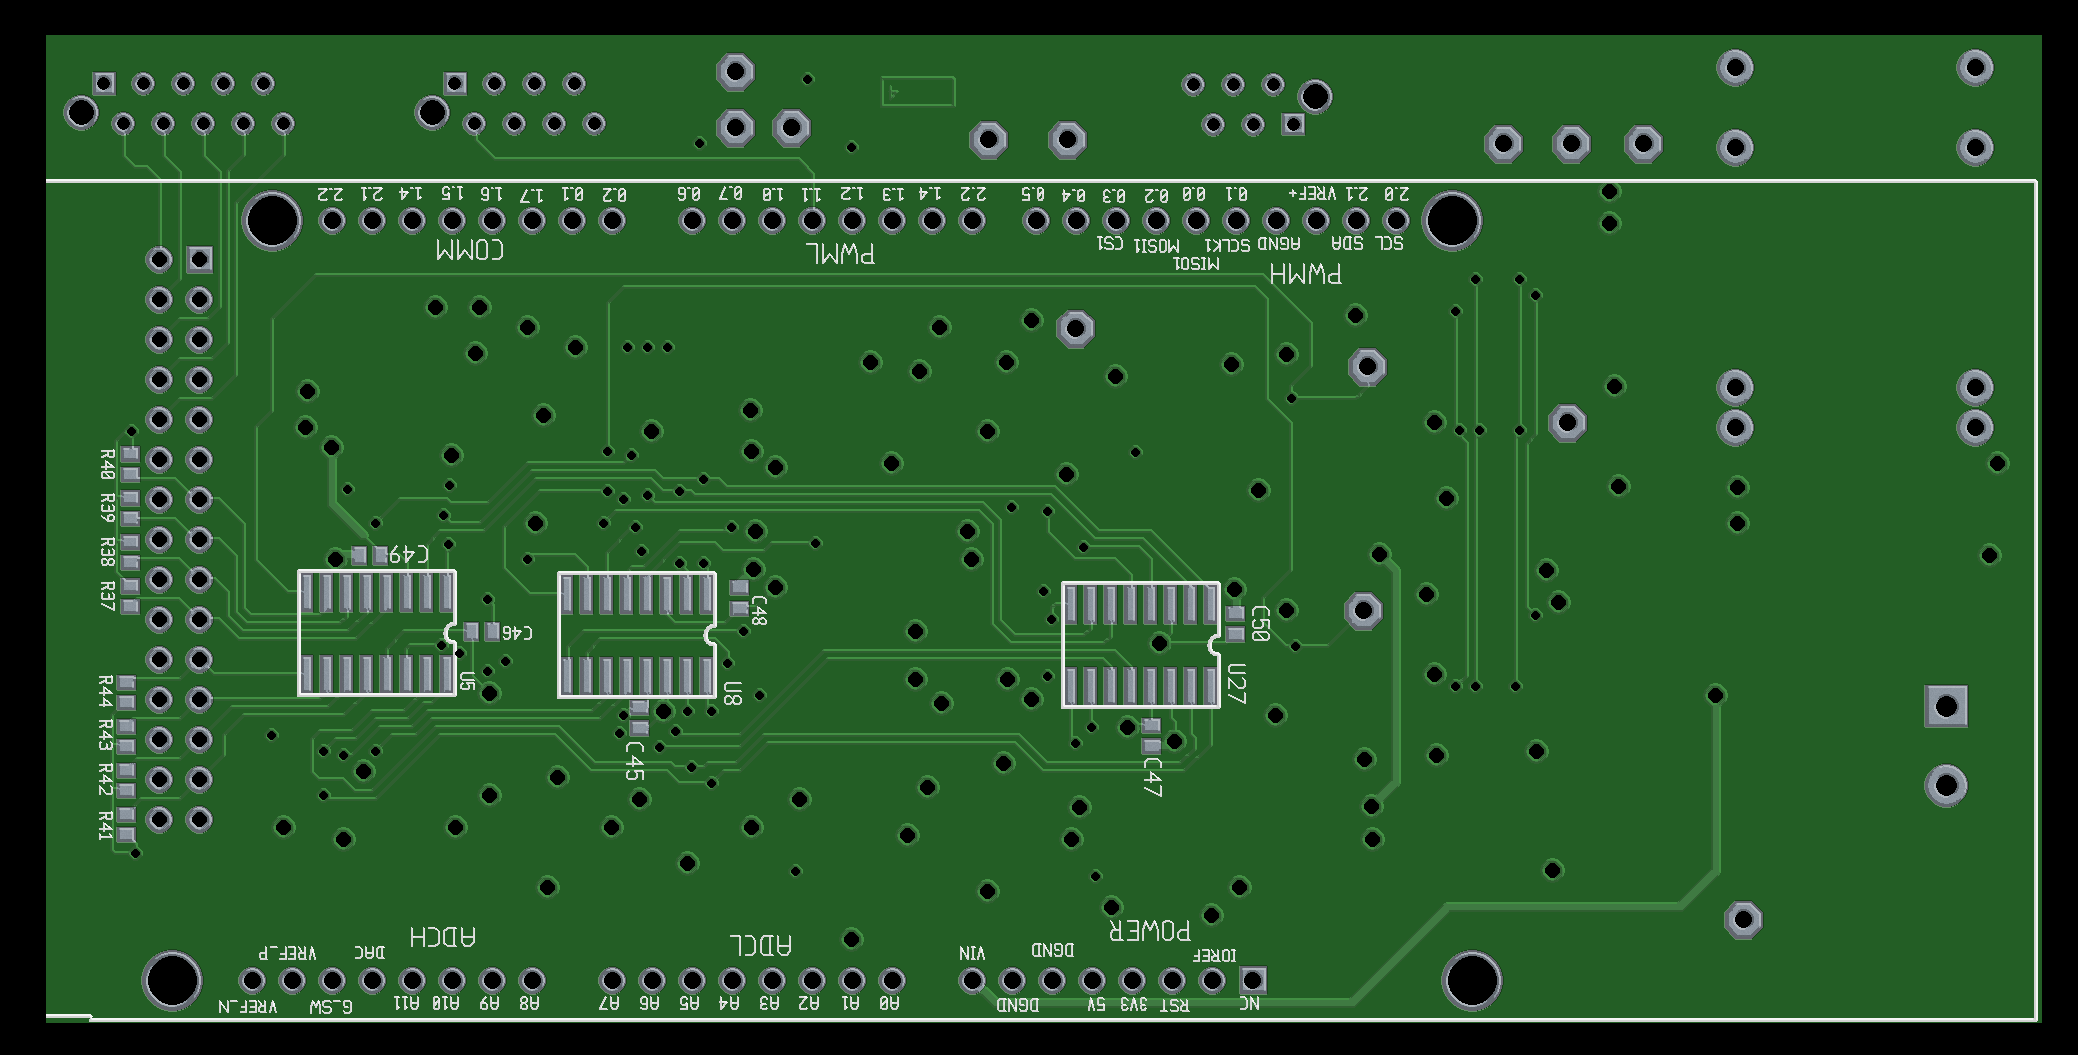 2.2 2.1 1.4 1.5 1.6 1.7 0.1 0.2 0.6 0.7 1.0 1.1 1.2 1.3 1.4 2.2 0.5 0.4 0.3 0.2 0.0 0.1 VREF+ 2.1 2.0
COMM PWML CS1 MOSI1 SCLK1 AGND SDA SCL
MISO1
PWMH
R40
R39
R38
R37
C49
C46
C48
C50
U5
U8
U27
R44
R43
R42
R41
C45
C47
ADCH ADCL POWER
VREF_P DAC VIN DGND IOREF
VREF_N G_SW A11 A10 A9 A8 A7 A6 A5 A4 A3 A2 A1 A0 DGND 5V 3V3 RST NC